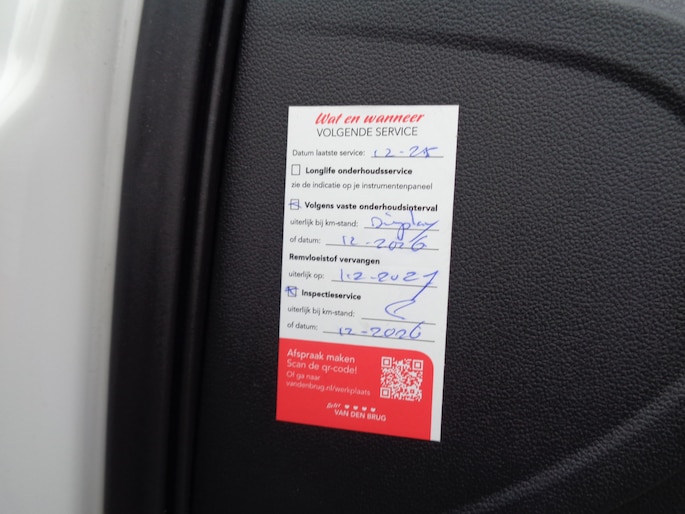 Wat en wanneer
VOLGENDE SERVICE
Datum laatste service: 12-25
Longlife onderhoudsservice
zie de indicatie op je instrumentenpaneel
Volgens vaste onderhoudsinterval
uiterlijk bij km-stand: Display
of datum: 12-2026
Remvloeistof vervangen
uiterlijk op: 12-2027
Inspectieservice
uiterlijk bij km-stand:
of datum: 12-2026
Afspraak maken
Scan de qr-code!
Of ga naar
vandenbrug.nl/werkplaats
Beter
VAN DEN BRUG